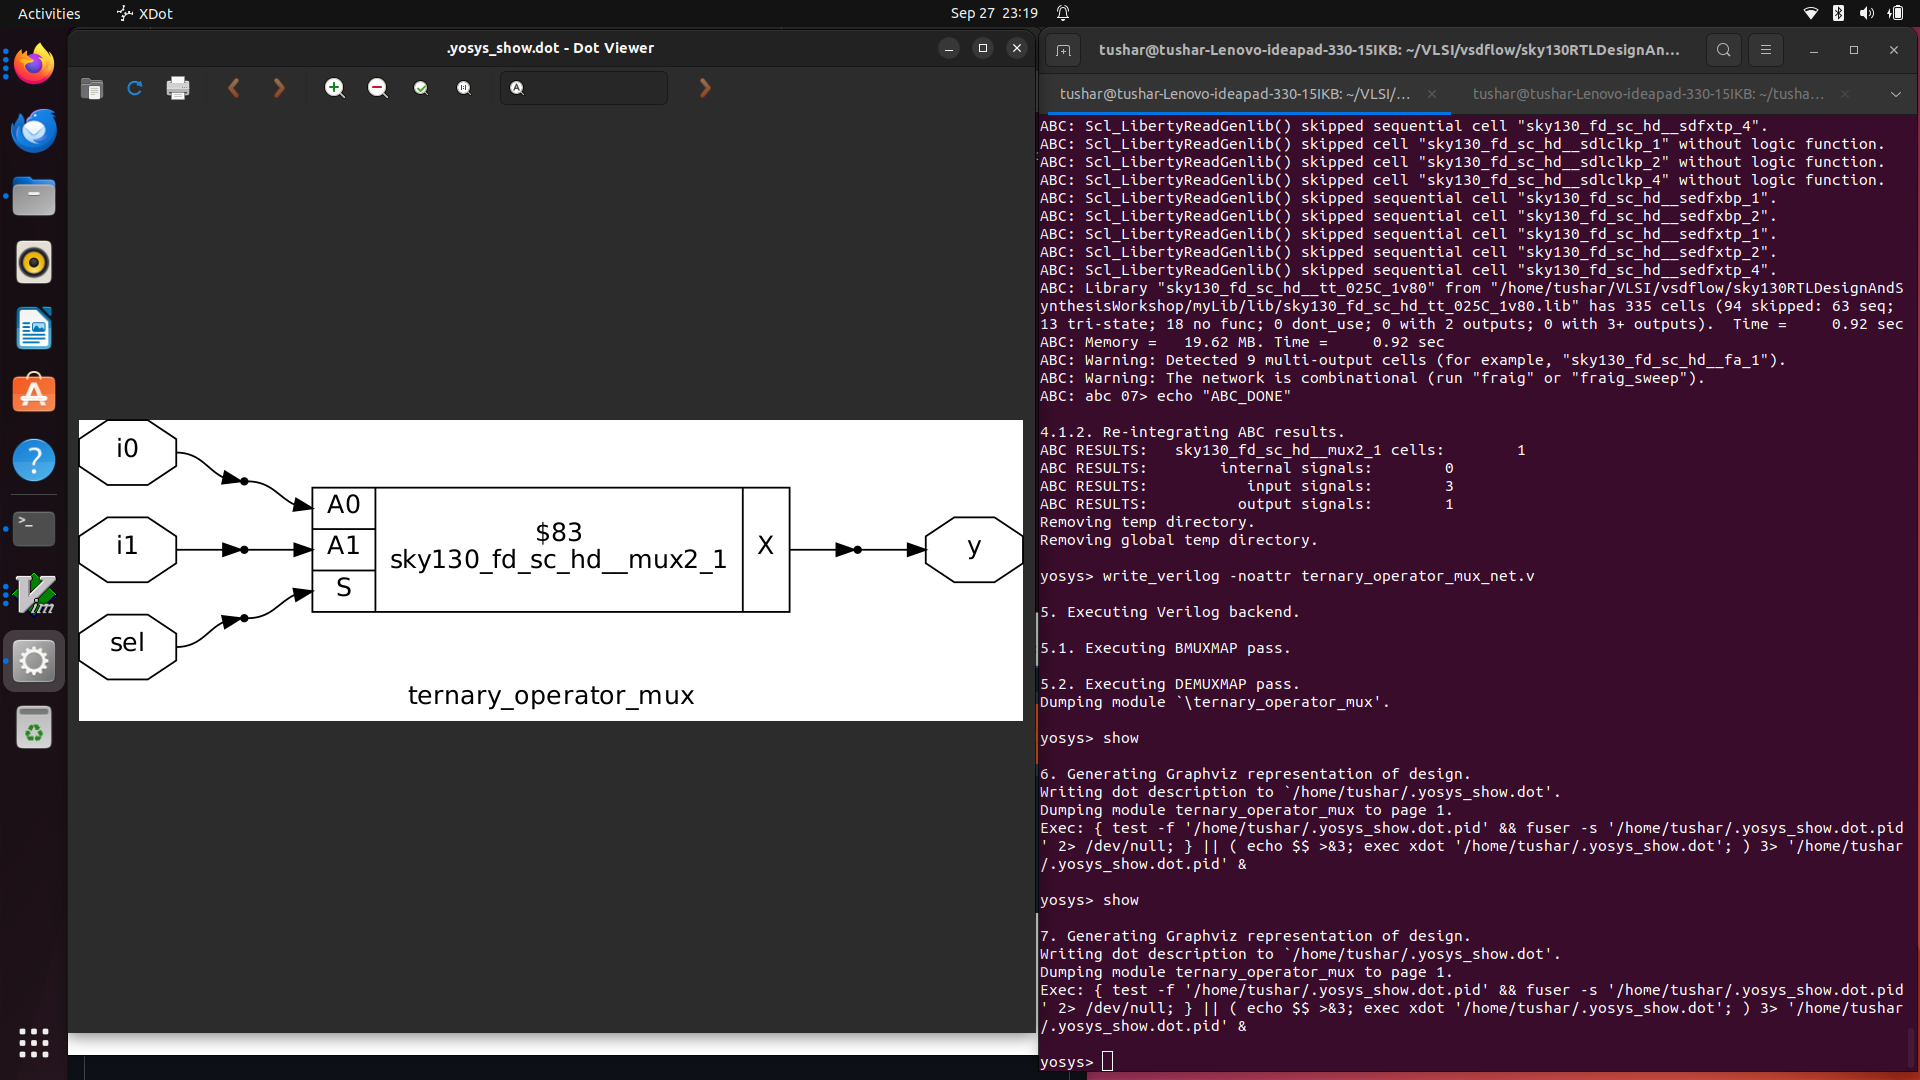 Activities
XDot
Sep 27 23:19
.yosys_show.dot - Dot Viewer
i0
i1
sel
A0
A1
S
$83
sky130_fd_sc_hd__mux2_1
X
y
ternary_operator_mux
tushar@tushar-Lenovo-ideapad-330-15IKB: ~/VLSI/vsdflow/sky130RTLDesignAn...
tushar@tushar-Lenovo-ideapad-330-15IKB: ~/VLSI/...
tushar@tushar-Lenovo-ideapad-330-15IKB: ~/tusha...
ABC: Scl_LibertyReadGenlib() skipped sequential cell "sky130_fd_sc_hd__sdfxtp_4".
ABC: Scl_LibertyReadGenlib() skipped cell "sky130_fd_sc_hd__sdlclkp_1" without logic function.
ABC: Scl_LibertyReadGenlib() skipped cell "sky130_fd_sc_hd__sdlclkp_2" without logic function.
ABC: Scl_LibertyReadGenlib() skipped cell "sky130_fd_sc_hd__sdlclkp_4" without logic function.
ABC: Scl_LibertyReadGenlib() skipped sequential cell "sky130_fd_sc_hd__sedfxbp_1".
ABC: Scl_LibertyReadGenlib() skipped sequential cell "sky130_fd_sc_hd__sedfxbp_2".
ABC: Scl_LibertyReadGenlib() skipped sequential cell "sky130_fd_sc_hd__sedfxtp_1".
ABC: Scl_LibertyReadGenlib() skipped sequential cell "sky130_fd_sc_hd__sedfxtp_2".
ABC: Scl_LibertyReadGenlib() skipped sequential cell "sky130_fd_sc_hd__sedfxtp_4".
ABC: Library "sky130_fd_sc_hd__tt_025C_1v80" from "/home/tushar/VLSI/vsdflow/sky130RTLDesignAndS
ynthesisWorkshop/myLib/lib/sky130_fd_sc_hd_tt_025C_1v80.lib" has 335 cells (94 skipped: 63 seq;
13 tri-state; 18 no func; 0 dont_use; 0 with 2 outputs; 0 with 3+ outputs).  Time =     0.92 sec
ABC: Memory =   19.62 MB. Time =     0.92 sec
ABC: Warning: Detected 9 multi-output cells (for example, "sky130_fd_sc_hd__fa_1").
ABC: Warning: The network is combinational (run "fraig" or "fraig_sweep").
ABC: abc 07> echo "ABC_DONE"
4.1.2. Re-integrating ABC results.
ABC RESULTS:   sky130_fd_sc_hd__mux2_1 cells:        1
ABC RESULTS:        internal signals:        0
ABC RESULTS:           input signals:        3
ABC RESULTS:          output signals:        1
Removing temp directory.
Removing global temp directory.
yosys> write_verilog -noattr ternary_operator_mux_net.v
5. Executing Verilog backend.
5.1. Executing BMUXMAP pass.
5.2. Executing DEMUXMAP pass.
Dumping module `\ternary_operator_mux'.
yosys> show
6. Generating Graphviz representation of design.
Writing dot description to `/home/tushar/.yosys_show.dot'.
Dumping module ternary_operator_mux to page 1.
Exec: { test -f '/home/tushar/.yosys_show.dot.pid' && fuser -s '/home/tushar/.yosys_show.dot.pid
' 2> /dev/null; } || ( echo $$ >&3; exec xdot '/home/tushar/.yosys_show.dot'; ) 3> '/home/tushar
/.yosys_show.dot.pid' &
yosys> show
7. Generating Graphviz representation of design.
Writing dot description to `/home/tushar/.yosys_show.dot'.
Dumping module ternary_operator_mux to page 1.
Exec: { test -f '/home/tushar/.yosys_show.dot.pid' && fuser -s '/home/tushar/.yosys_show.dot.pid
' 2> /dev/null; } || ( echo $$ >&3; exec xdot '/home/tushar/.yosys_show.dot'; ) 3> '/home/tushar
/.yosys_show.dot.pid' &
yosys>